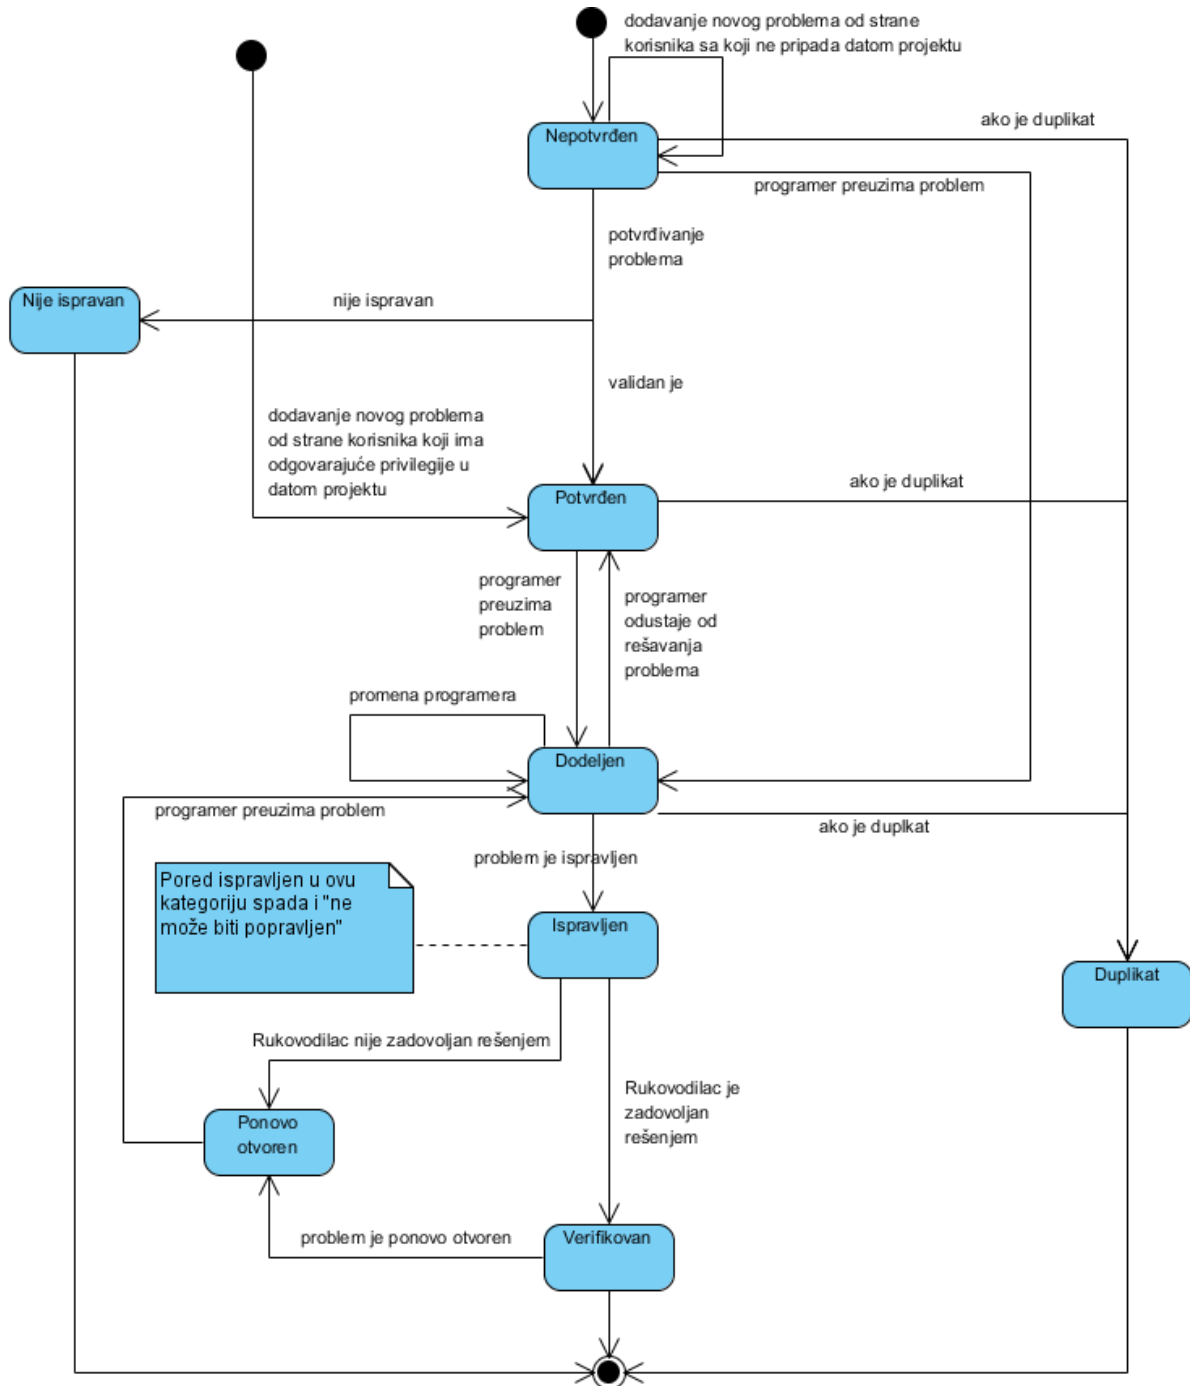 dodavanje novog problema od strane
korisnika sa koji ne pripada datom projektu
Nepotvrđen
ako je duplikat
programer preuzima problem
potvrđivanje
problema
Nije ispravan
nije ispravan
validan je
dodavanje novog problema
od strane korisnika koji ima
odgovarajuće privilegije u
datom projektu
Potvrđen
ako je duplikat
programer
preuzima
problem
programer
odustaje od
rešavanja
problema
promena programera
Dodeljen
programer preuzima problem
ako je duplkat
problem je ispravljen
Pored ispravljen u ovu
kategoriju spada i "ne
može biti popravljen"
Ispravljen
Duplikat
Rukovodilac nije zadovoljan rešenjem
Rukovodilac je
zadovoljan
rešenjem
Ponovo
otvoren
problem je ponovo otvoren
Verifikovan